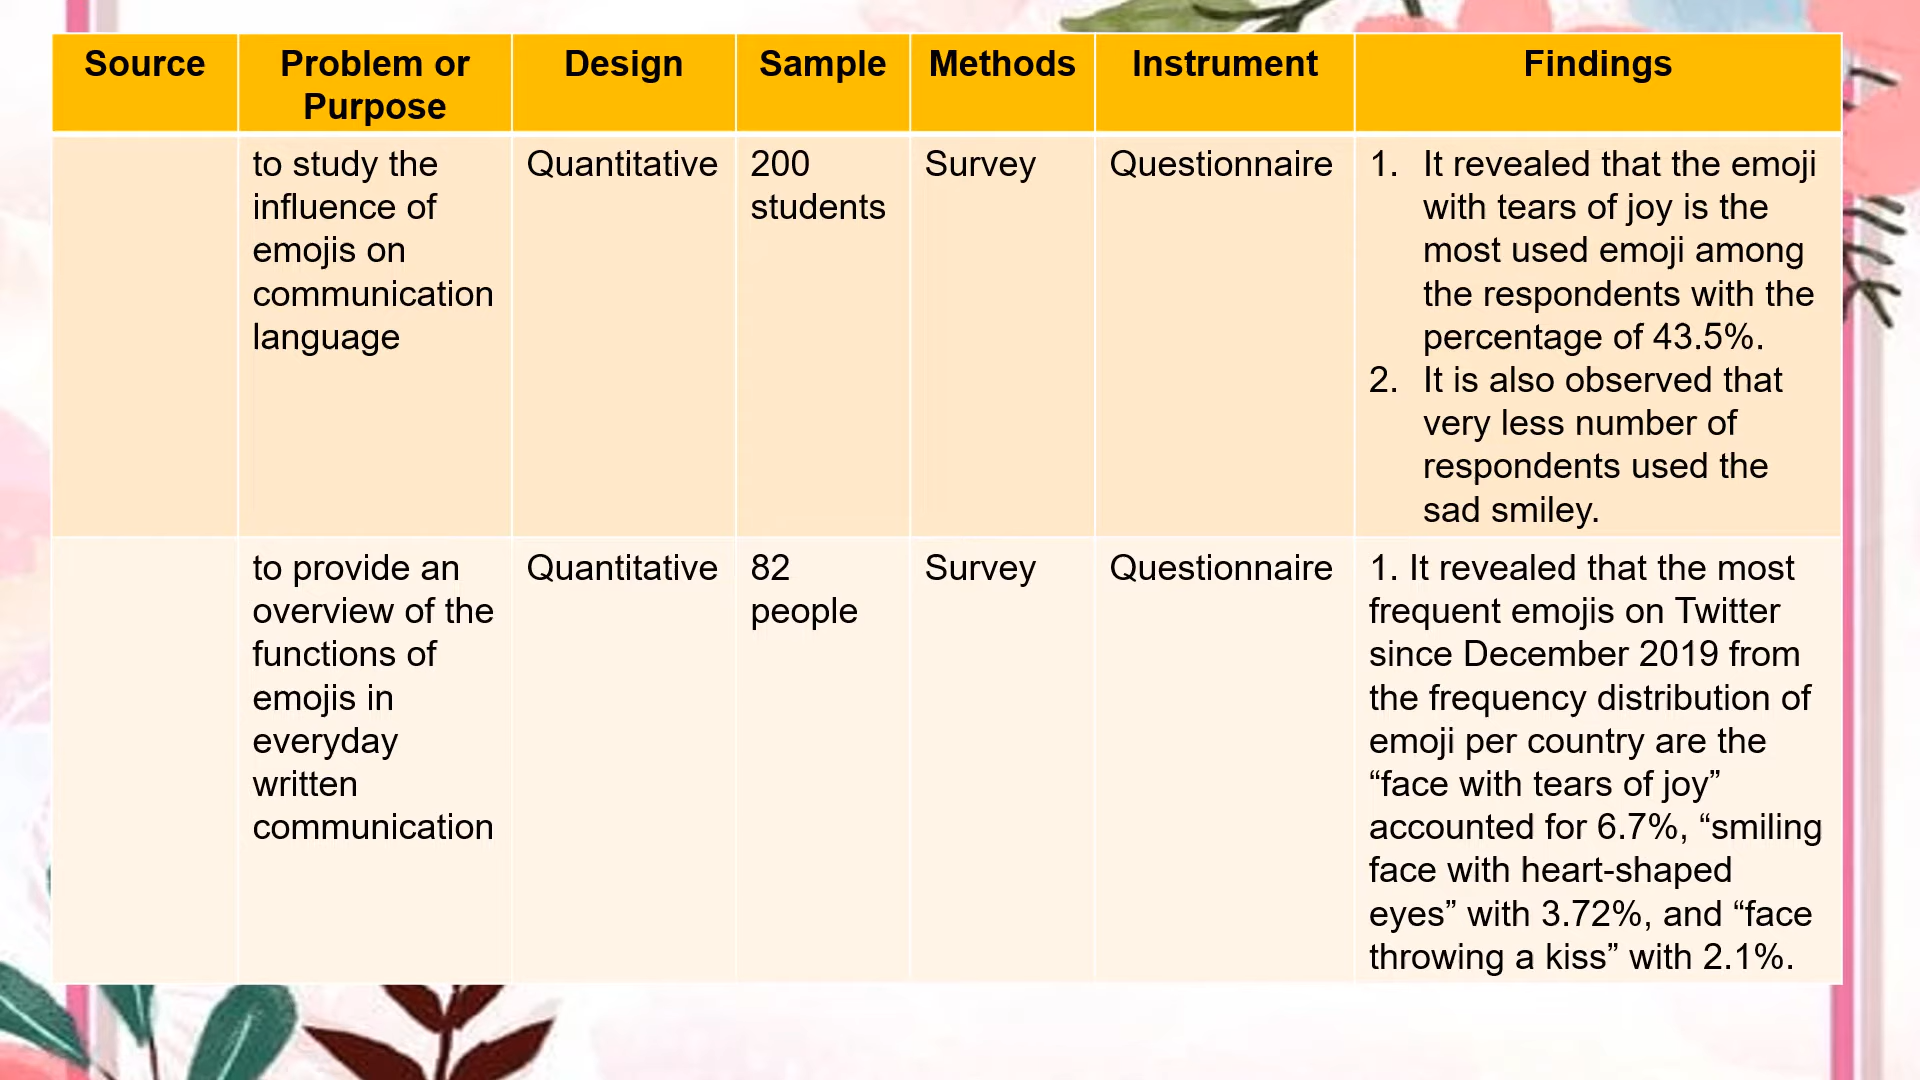 Source
Problem or
Purpose
Design
Sample
Methods
Instrument
Findings
to study the
influence of
emojis on
communication
language
Quantitative
200
students
Survey
Questionnaire
1. It revealed that the emoji
with tears of joy is the
most used emoji among
the respondents with the
percentage of 43.5%.
2. It is also observed that
very less number of
respondents used the
sad smiley.
to provide an
overview of the
functions of
emojis in
everyday
written
communication
Quantitative
82
people
Survey
Questionnaire
1. It revealed that the most
frequent emojis on Twitter
since December 2019 from
the frequency distribution of
emoji per country are the
“face with tears of joy”
accounted for 6.7%, “smiling
face with heart-shaped
eyes” with 3.72%, and “face
throwing a kiss” with 2.1%.